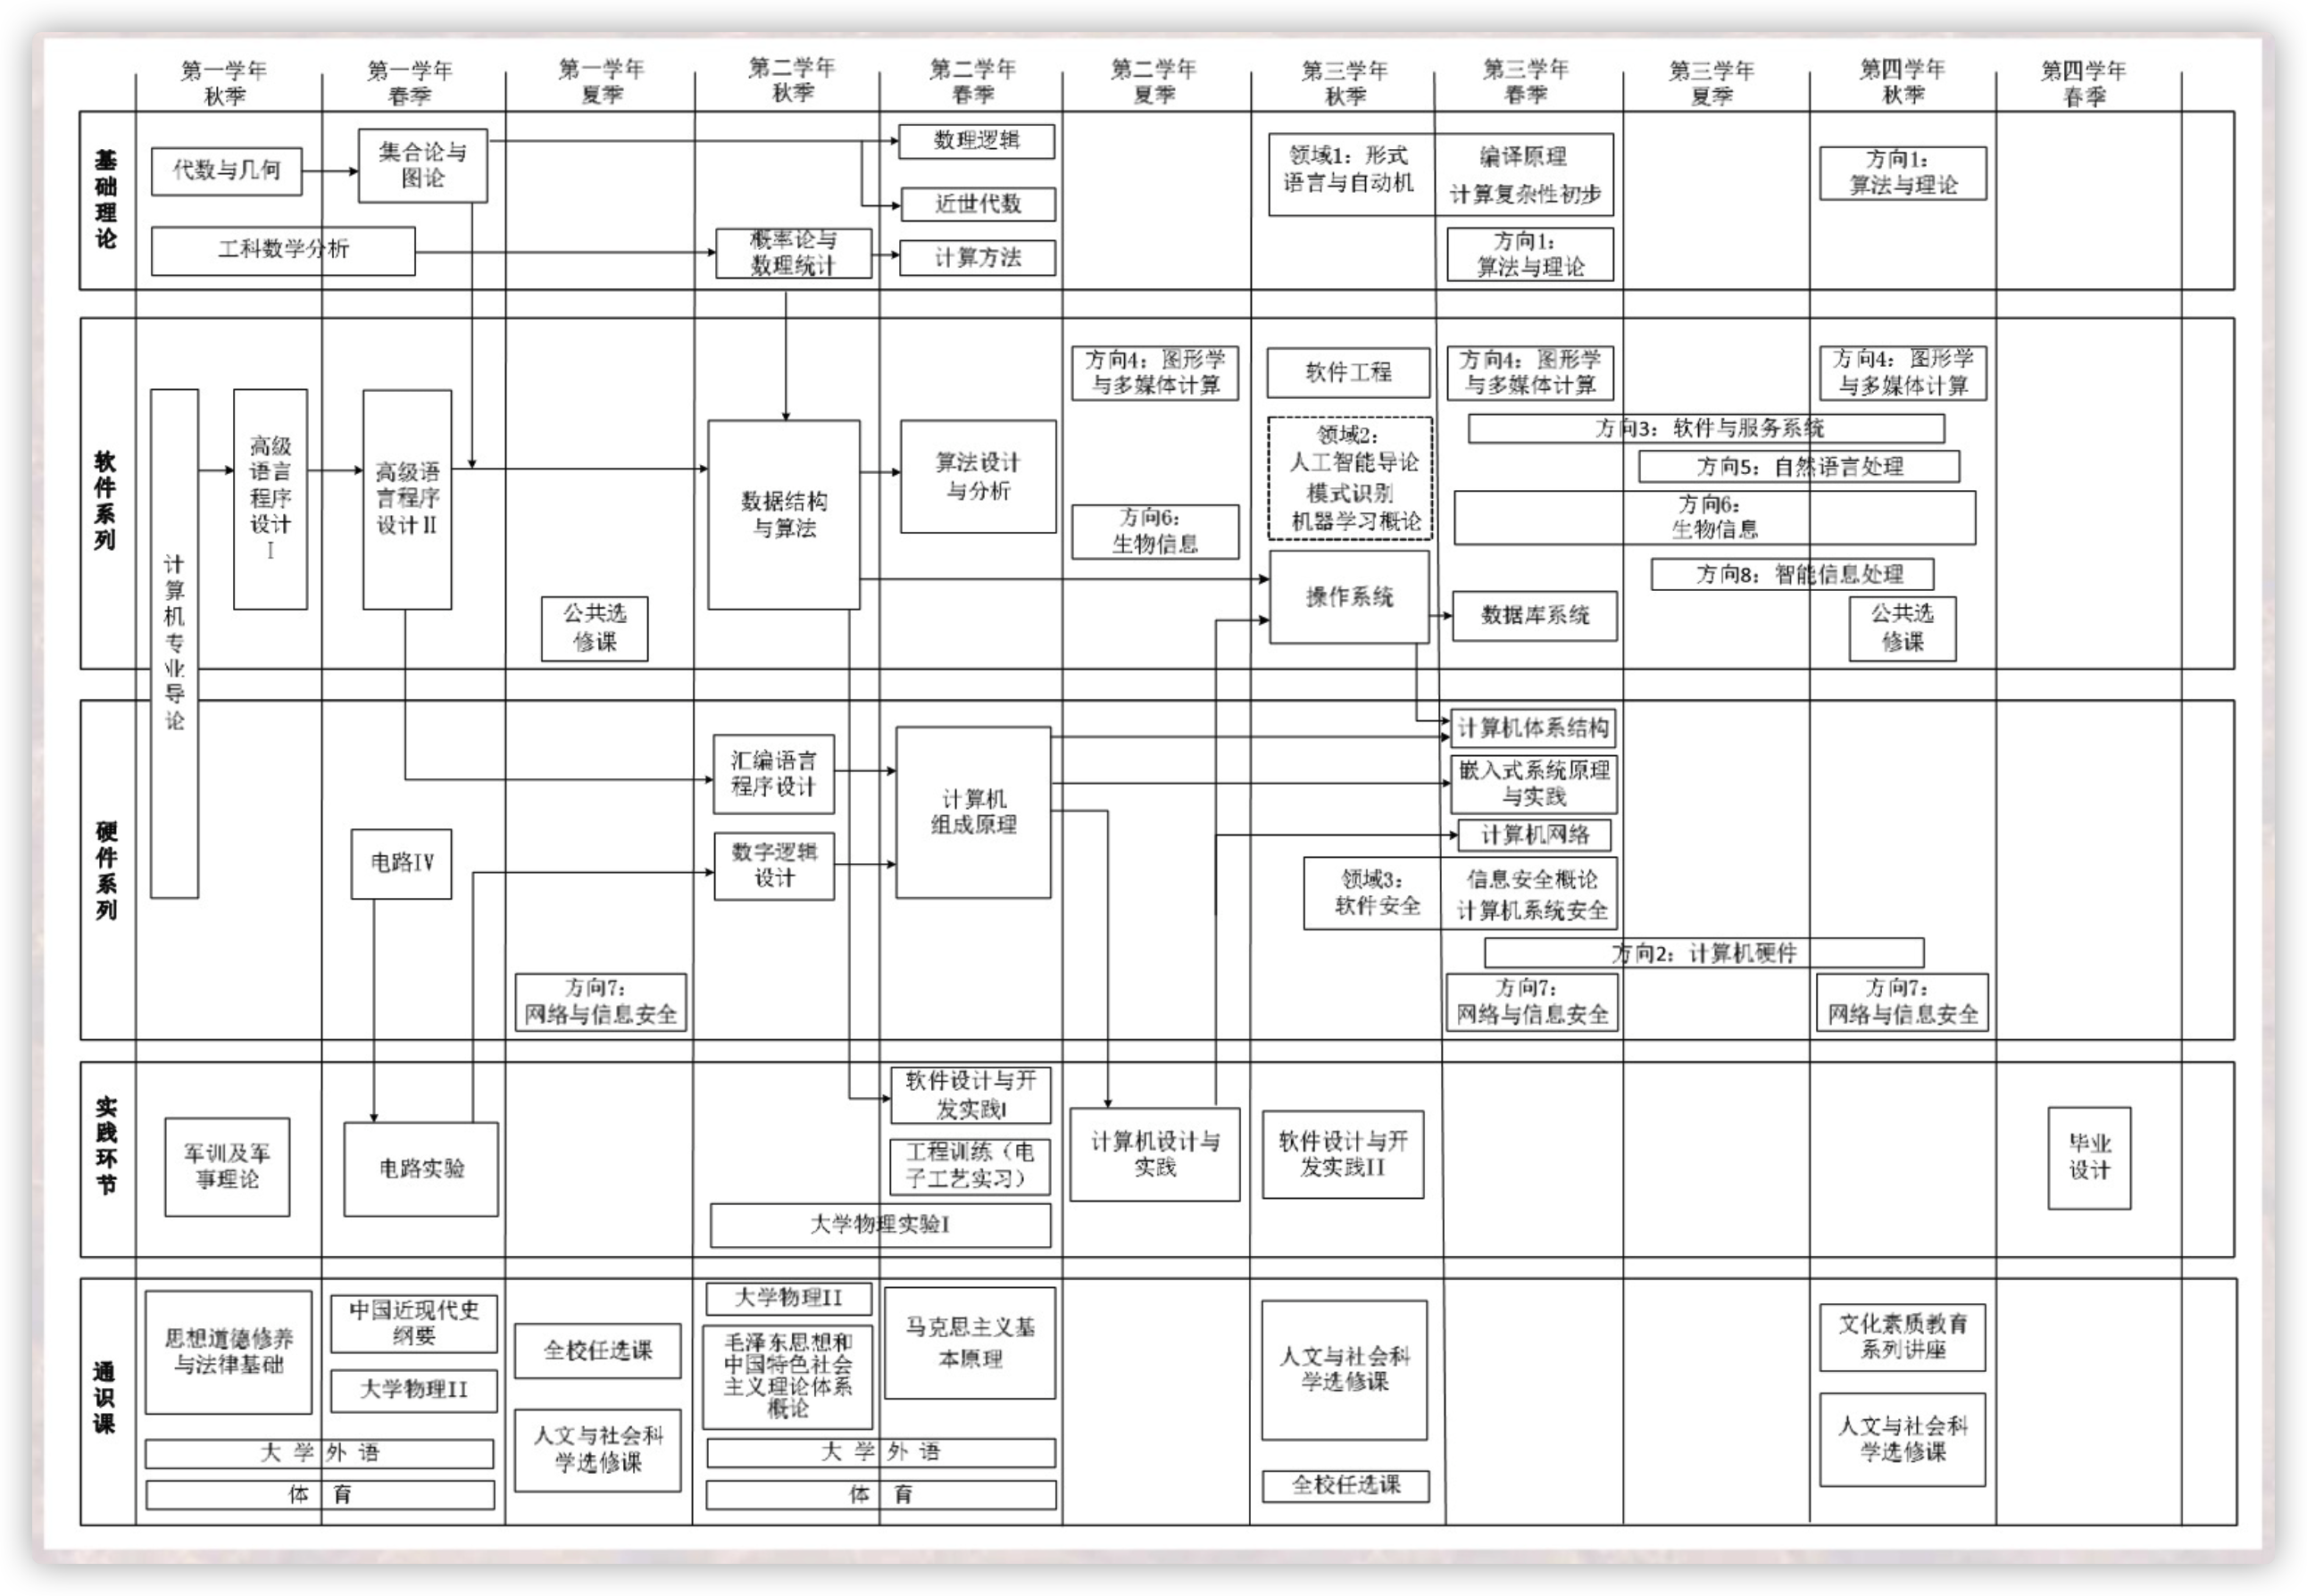 第一学年
秋季
第一学年
春季
第一学年
夏季
第二学年
秋季
第二学年
春季
第二学年
夏季
第三学年
秋季
第三学年
春季
第三学年
夏季
第四学年
秋季
第四学年
春季
基础理论
代数与几何
集合论与
图论
工科数学分析
概率论与
数理统计
数理逻辑
近世代数
计算方法
领域1：形式
语言与自动机
编译原理
计算复杂性初步
方向1：
算法与理论
方向1：
算法与理论
软件系列
计算机专业导论
高级
语言
程序
设计
I
高级语
言程序
设计II
公共选
修课
数据结构
与算法
算法设计
与分析
方向4：图形学
与多媒体计算
方向6：
生物信息
软件工程
领域2：
人工智能导论
模式识别
机器学习概论
操作系统
方向4：图形学
与多媒体计算
方向3：软件与服务系统
方向5：自然语言处理
方向6：
生物信息
方向8：智能信息处理
数据库系统
方向4：图形学
与多媒体计算
公共选
修课
硬件系列
电路IV
方向7：
网络与信息安全
汇编语言
程序设计
数字逻辑
设计
计算机
组成原理
计算机体系结构
嵌入式系统原理
与实践
计算机网络
领域3：
软件安全
信息安全概论
计算机系统安全
方向2：计算机硬件
方向7：
网络与信息安全
方向7：
网络与信息安全
实践环节
军训及军
事理论
电路实验
软件设计与开
发实践I
工程训练（电
子工艺实习）
大学物理实验I
计算机设计与
实践
软件设计与开
发实践II
毕业
设计
通识课
思想道德修养
与法律基础
中国近现代史
纲要
大学物理II
大 学 外 语
体 育
全校任选课
人文与社会科
学选修课
大学物理II
毛泽东思想和
中国特色社会
主义理论体系
概论
马克思主义基
本原理
大 学 外 语
体 育
人文与社会科
学选修课
全校任选课
文化素质教育
系列讲座
人文与社会科
学选修课